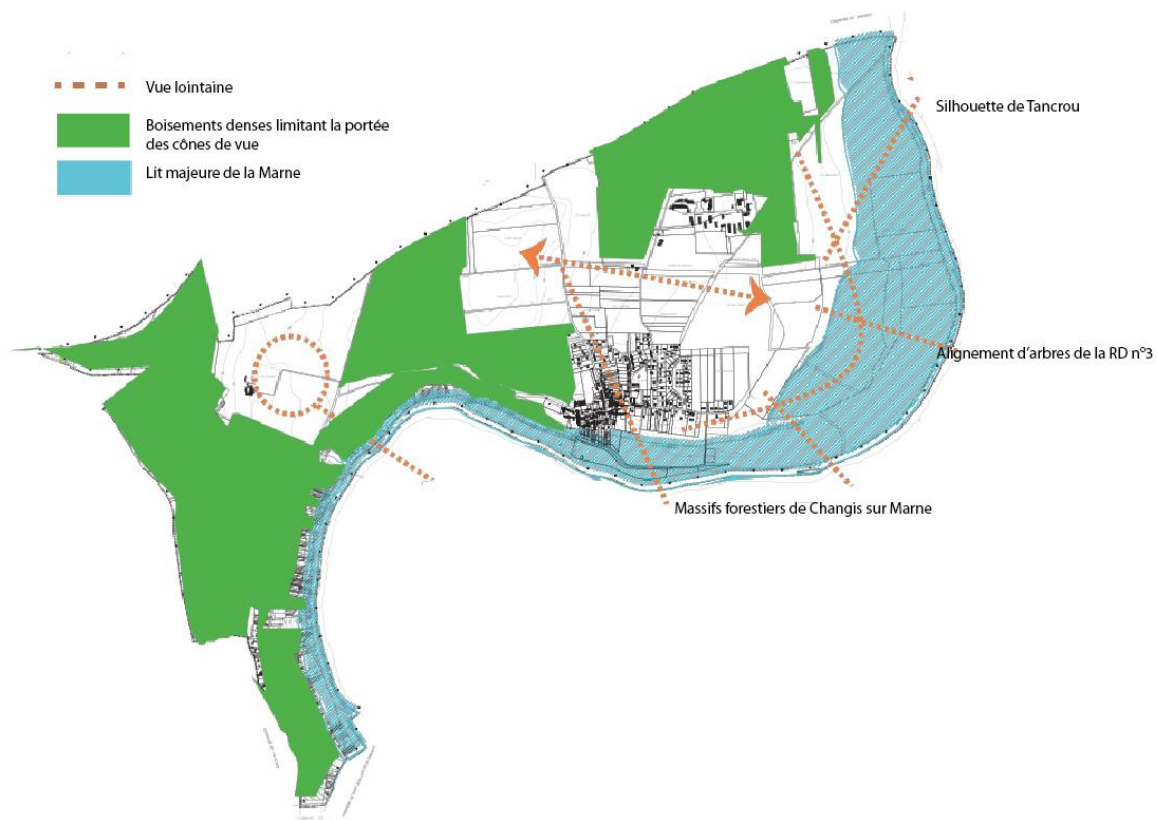 Vue lointaine
Boisements denses limitant la portée
des cônes de vue
Lit majeure de la Marne
Silhouette de Tancrou
Alignement d'arbres de la RD n°3
Massifs forestiers de Changis sur Marne